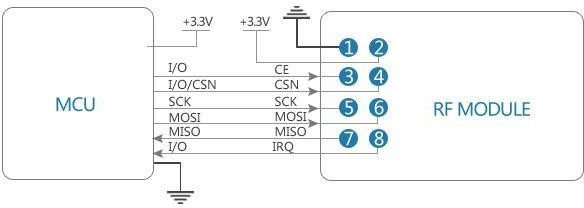 +3.3V +3.3V
1 2
I/O CE 3 4
I/O/CSN CSN
MCU SCK SCK 5 6 RF MODULE
MOSI MOSI
MISO MISO 7 8
I/O IRQ